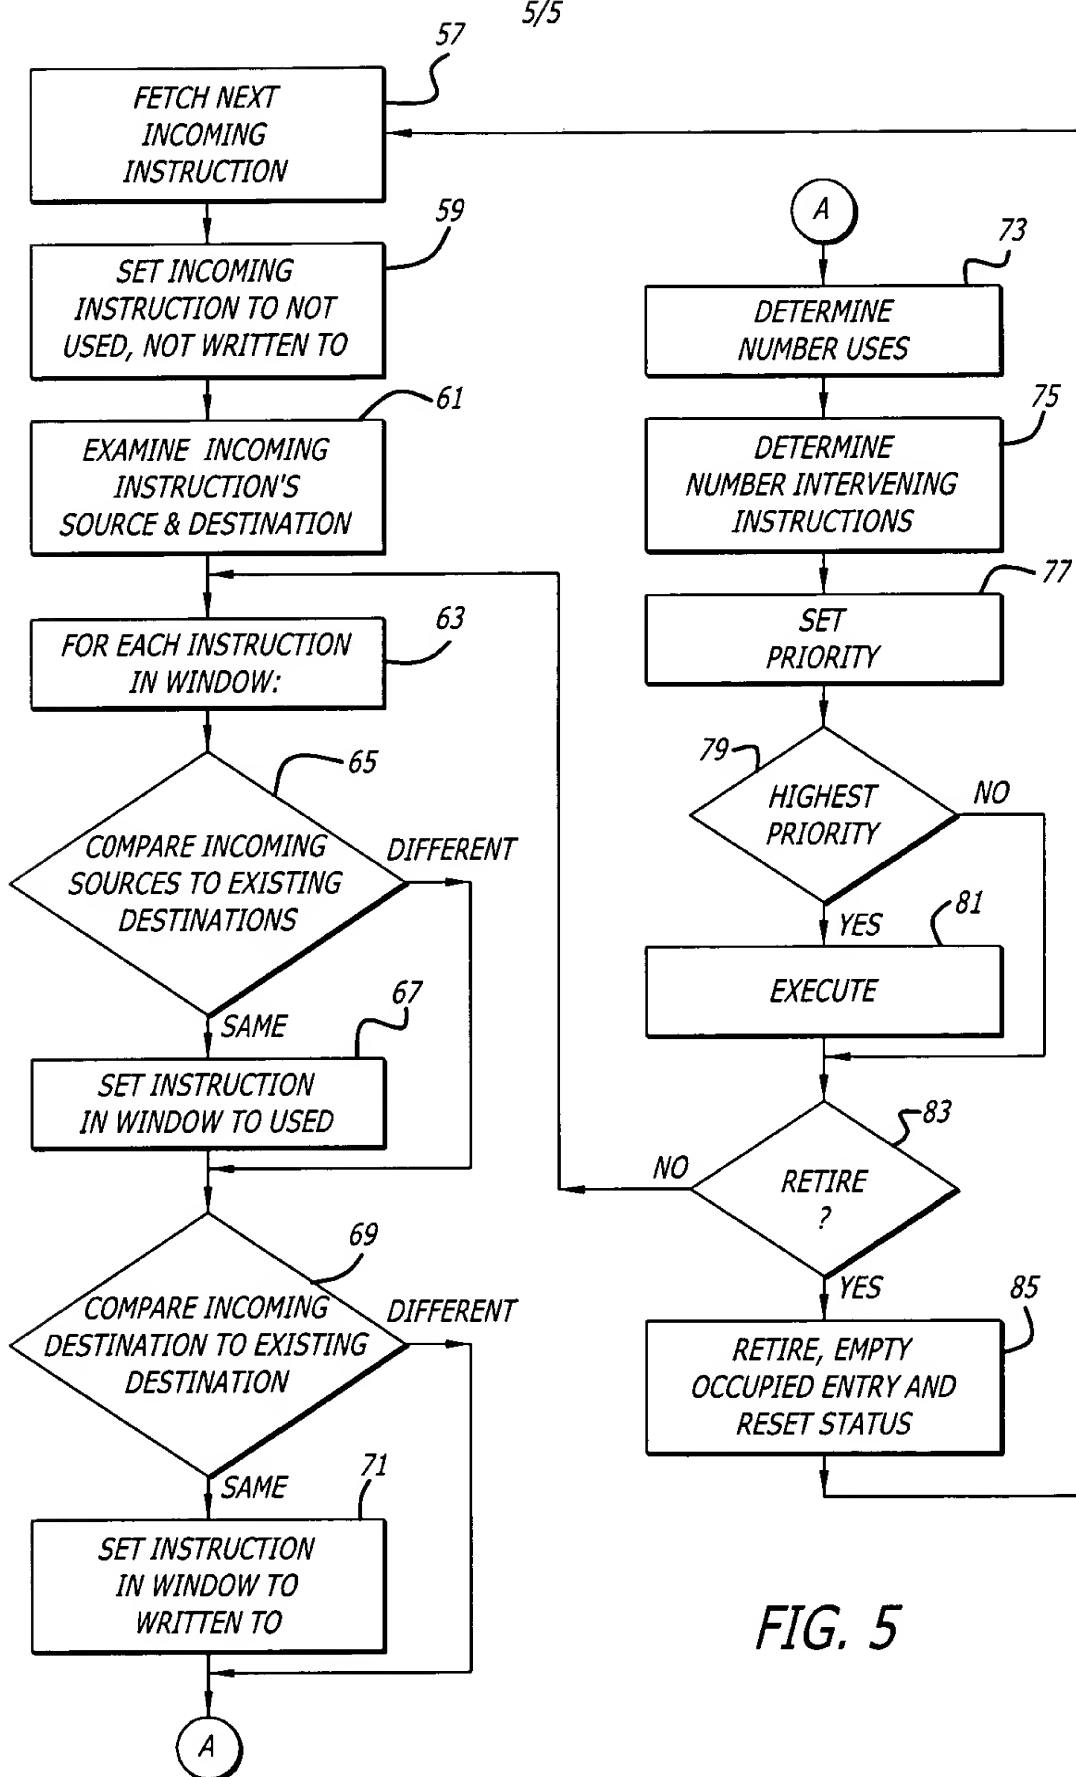 5/5
57
FETCH NEXT
INCOMING
INSTRUCTION
59
SET INCOMING
INSTRUCTION TO NOT
USED, NOT WRITTEN TO
61
EXAMINE INCOMING
INSTRUCTION'S
SOURCE & DESTINATION
63
FOR EACH INSTRUCTION
IN WINDOW:
65
COMPARE INCOMING
SOURCES TO EXISTING
DESTINATIONS
DIFFERENT
SAME
67
SET INSTRUCTION
IN WINDOW TO USED
69
COMPARE INCOMING
DESTINATION TO EXISTING
DESTINATION
DIFFERENT
SAME
71
SET INSTRUCTION
IN WINDOW TO
WRITTEN TO
A
A
73
DETERMINE
NUMBER USES
75
DETERMINE
NUMBER INTERVENING
INSTRUCTIONS
77
SET
PRIORITY
79
HIGHEST
PRIORITY
NO
YES
81
EXECUTE
83
RETIRE
?
NO
YES
85
RETIRE, EMPTY
OCCUPIED ENTRY AND
RESET STATUS
FIG. 5